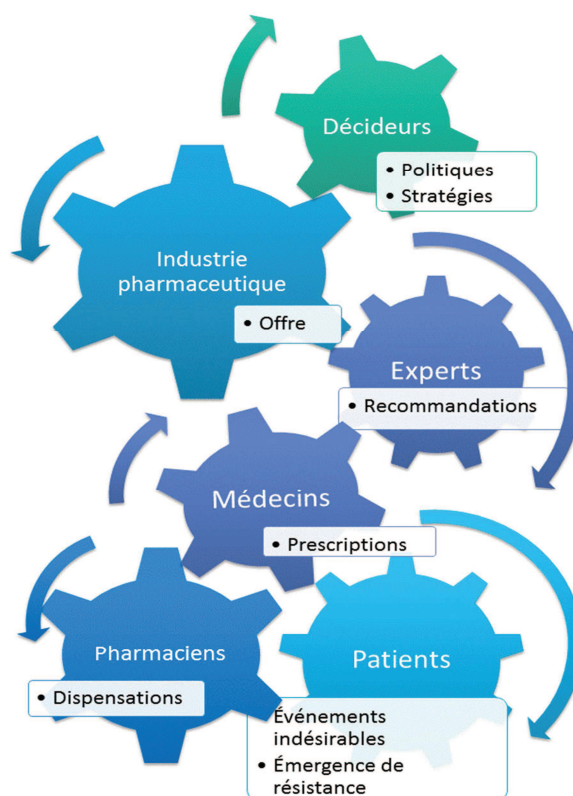 Décideurs
• Politiques
• Stratégies
Industrie
pharmaceutique
• Offre
Experts
• Recommandations
Médecins
• Prescriptions
Pharmaciens
• Dispensations
Patients
Événements
indésirables
• Émergence de
résistance